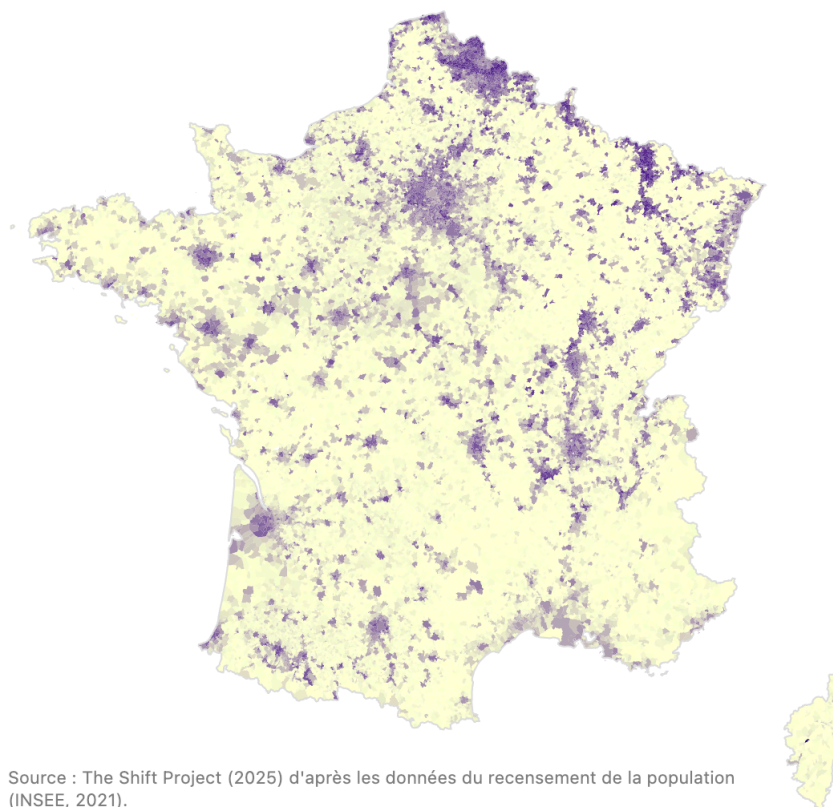 Source : The Shift Project (2025) d'après les données du recensement de la population
(INSEE, 2021).